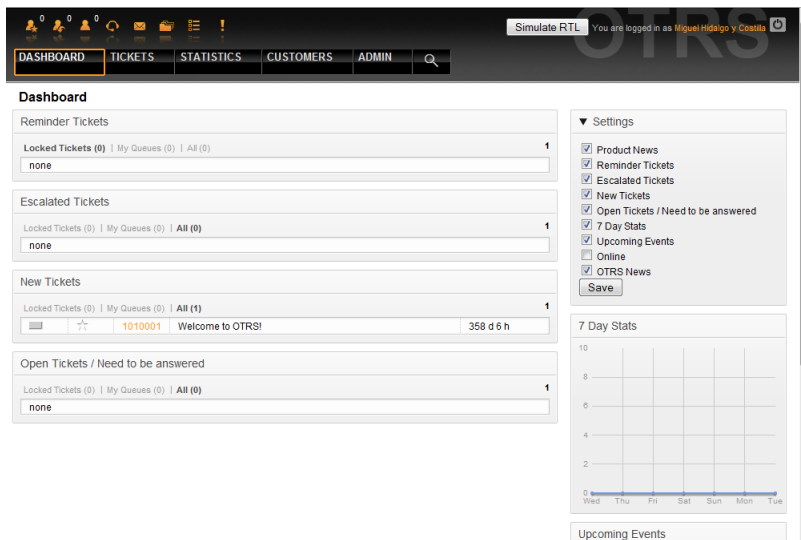 0 0 0
Simulate RTL You are logged in as Miguel Hidalgo y Costilla
OTRS
DASHBOARD TICKETS STATISTICS CUSTOMERS ADMIN
Dashboard
Reminder Tickets
Locked Tickets (0) | My Queues (0) | All (0) 1
none
Escalated Tickets
Locked Tickets (0) | My Queues (0) | All (0) 1
none
New Tickets
Locked Tickets (0) | My Queues (0) | All (1) 1
1010001 Welcome to OTRS! 358 d 6 h
Open Tickets / Need to be answered
Locked Tickets (0) | My Queues (0) | All (0) 1
none
Settings
Product News
Reminder Tickets
Escalated Tickets
New Tickets
Open Tickets / Need to be answered
7 Day Stats
Upcoming Events
Online
OTRS News
Save
7 Day Stats
10
8
6
4
2
0
Wed Thu Fri Sat Sun Mon Tue
Upcoming Events